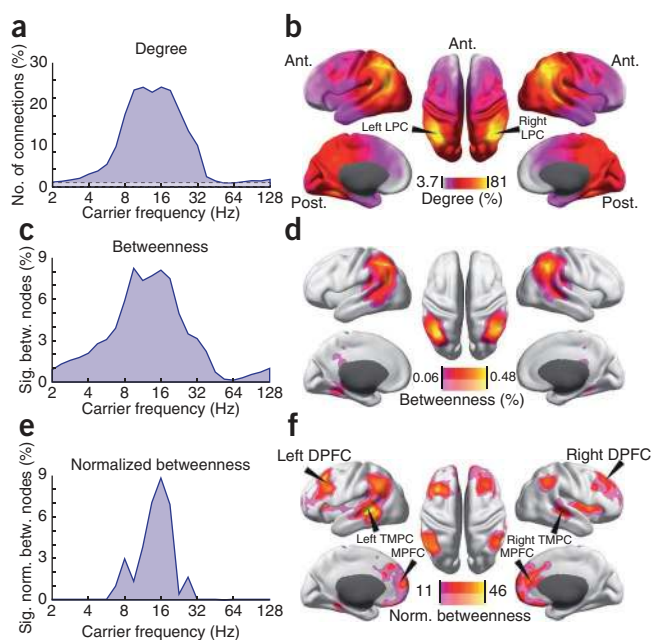 a
Degree
No. of connections (%)
30
20
10
0
2 4 8 16 32 64 128
Carrier frequency (Hz)
b
Ant.
Ant.
Ant.
Left LPC
Right
LPC
3.7 81
Degree (%)
Post.
Post.
c
Betweenness
Sig. betw. nodes (%)
9
6
3
0
2 4 8 16 32 64 128
Carrier frequency (Hz)
d
0.06 0.48
Betweenness (%)
e
Normalized betweenness
Sig. norm. betw. nodes (%)
9
6
3
0
2 4 8 16 32 64 128
Carrier frequency (Hz)
f
Left DPFC
Right DPFC
Left TMPC
MPFC
Right TMPC
MPFC
11 46
Norm. betweenness